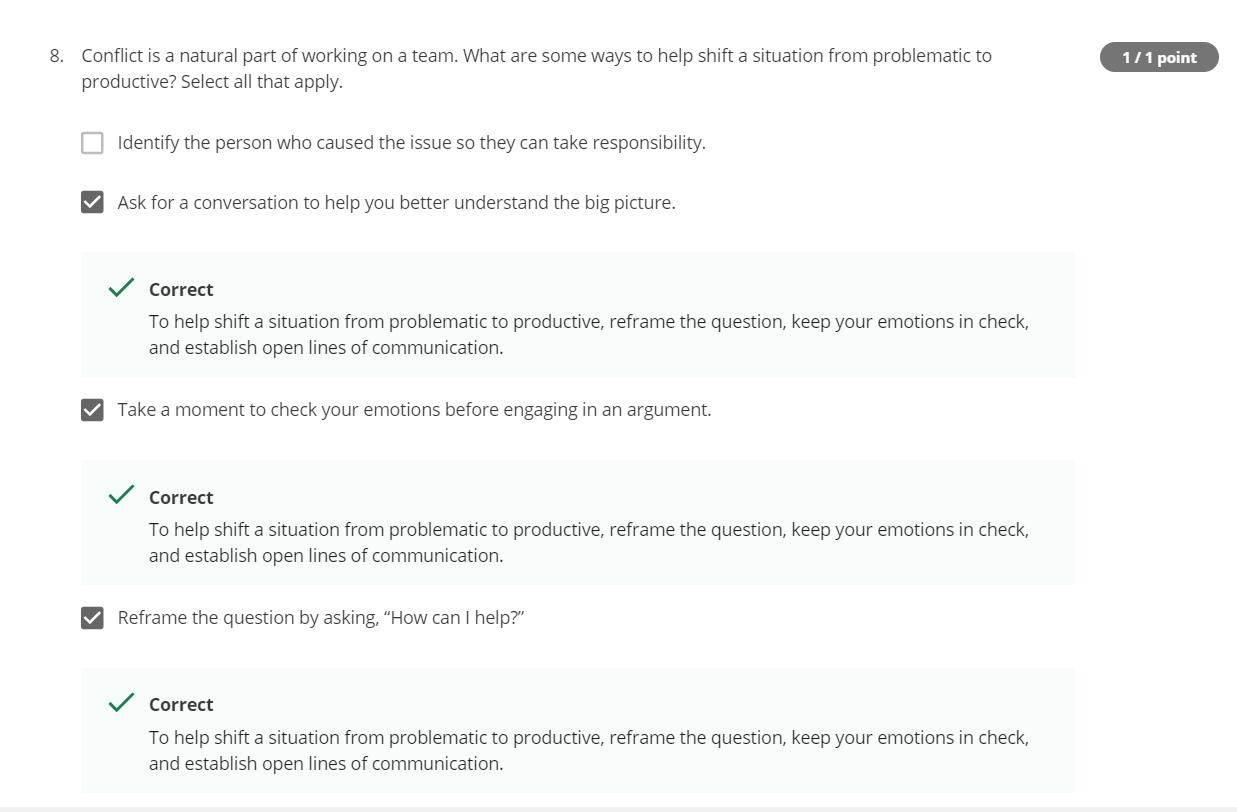 8. Conflict is a natural part of working on a team. What are some ways to help shift a situation from problematic to
productive? Select all that apply.
1 / 1 point
Identify the person who caused the issue so they can take responsibility.
Ask for a conversation to help you better understand the big picture.
Correct
To help shift a situation from problematic to productive, reframe the question, keep your emotions in check,
and establish open lines of communication.
Take a moment to check your emotions before engaging in an argument.
Correct
To help shift a situation from problematic to productive, reframe the question, keep your emotions in check,
and establish open lines of communication.
Reframe the question by asking, “How can I help?”
Correct
To help shift a situation from problematic to productive, reframe the question, keep your emotions in check,
and establish open lines of communication.